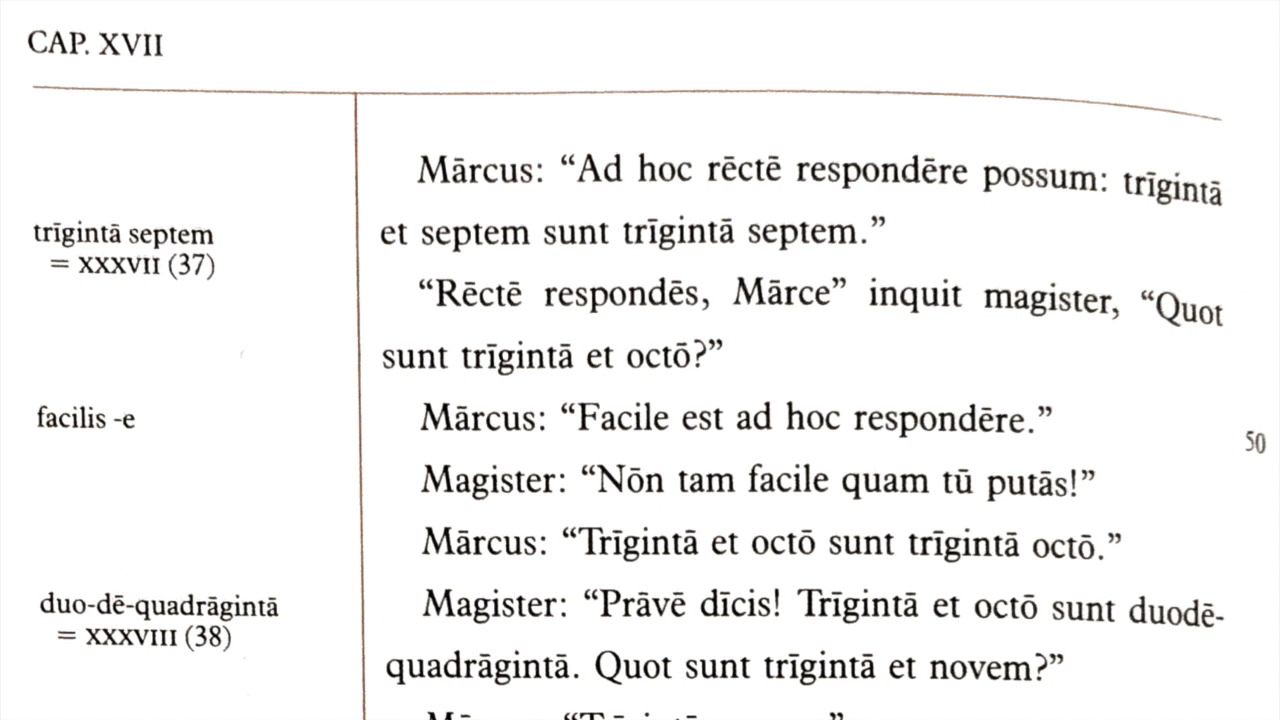 CAP. XVII
Mārcus: “Ad hoc rēctē respondēre possum: trīgintā
trīgintā septem
= XXXVII (37)
et septem sunt trīgintā septem.”
“Rēctē respondēs, Mārce” inquit magister, “Quot
sunt trīgintā et octō?”
facilis -e
Mārcus: “Facile est ad hoc respondēre.”
50
Magister: “Nōn tam facile quam tū putās!”
Mārcus: “Trīgintā et octō sunt trīgintā octō.”
duo-dē-quadrāgintā
= XXXVIII (38)
Magister: “Prāvē dīcis! Trīgintā et octō sunt duodē-
quadrāgintā. Quot sunt trīgintā et novem?”